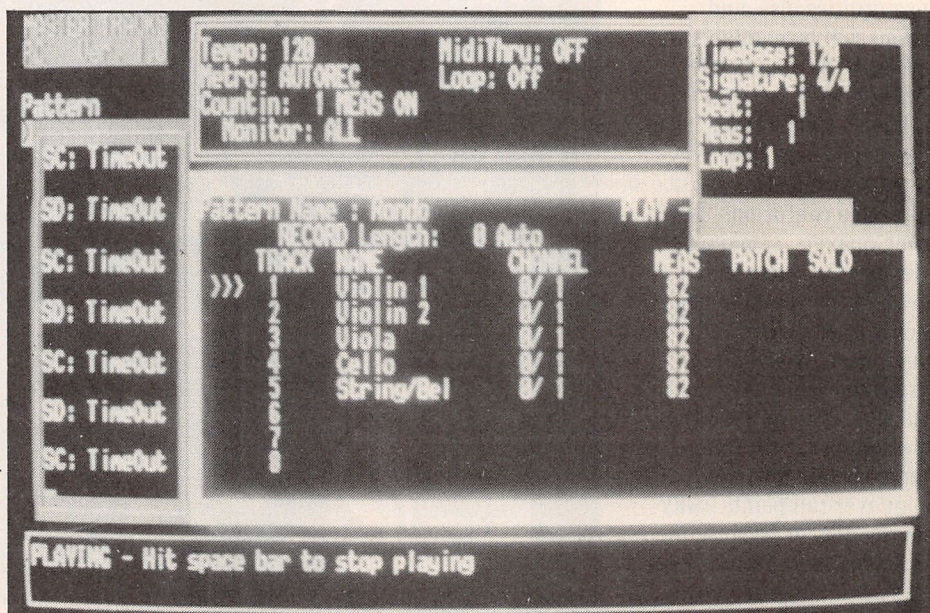 MASTER TRACKS
Pattern
SC: TimeOut
SD: TimeOut
SC: TimeOut
SD: TimeOut
SC: TimeOut
SD: TimeOut
SC: TimeOut
Tempo: 120 MidiThru: OFF
Metro: AUTOREC Loop: Off
Countin: 1 MEAS ON
Monitor: ALL
TimeBase: 120
Signature: 4/4
Beat: 1
Meas: 1
Loop: 1
Pattern Name : Rondo PLAY -
RECORD Length: 0 Auto
TRACK NAME CHANNEL MEAS PATCH SOLO
>>> 1 Violin 1 0/ 1 82
2 Violin 2 0/ 1 82
3 Viola 0/ 1 82
4 Cello 0/ 1 82
5 String/Bel 0/ 1 82
6
7
8
PLAYING - Hit space bar to stop playing